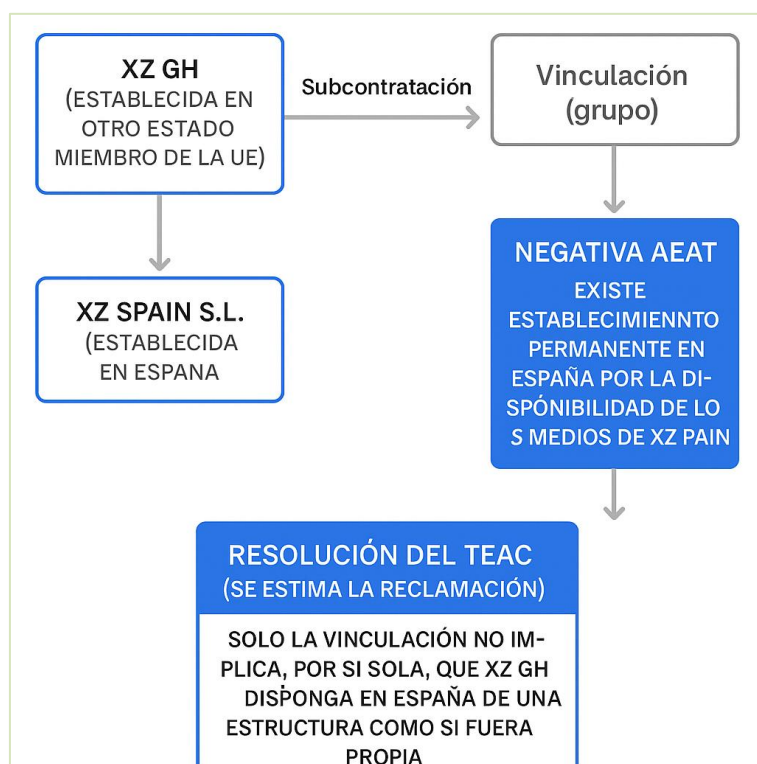 XZ GH
(ESTABLECIDA EN
OTRO ESTADO
MIEMBRO DE LA UE)
Subcontratación
Vinculación
(grupo)
XZ SPAIN S.L.
(ESTABLECIDA
EN ESPANA
NEGATIVA AEAT
EXISTE
ESTABLECIMIENNTO
PERMANENTE EN
ESPAÑA POR LA DI-
SPÓNIBILIDAD DE LO
S MEDIOS DE XZ PAIN
RESOLUCIÓN DEL TEAC
(SE ESTIMA LA RECLAMACIÓN)
SOLO LA VINCULACIÓN NO IM-
PLICA, POR SI SOLA, QUE XZ GH
DISPONGA EN ESPAÑA DE UNA
ESTRUCTURA COMO SI FUERA
PROPIA